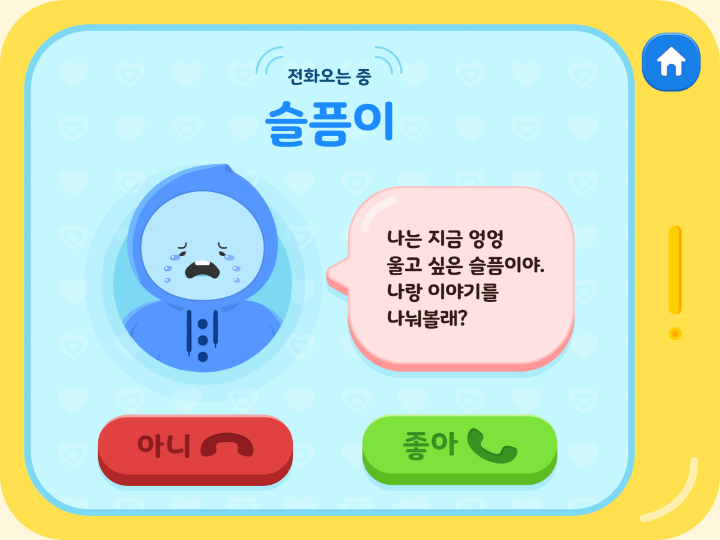 전화오는 중
슬픔이
나는 지금 엉엉
울고 싶은 슬픔이야.
나랑 이야기를
나눠볼래?
아니
좋아